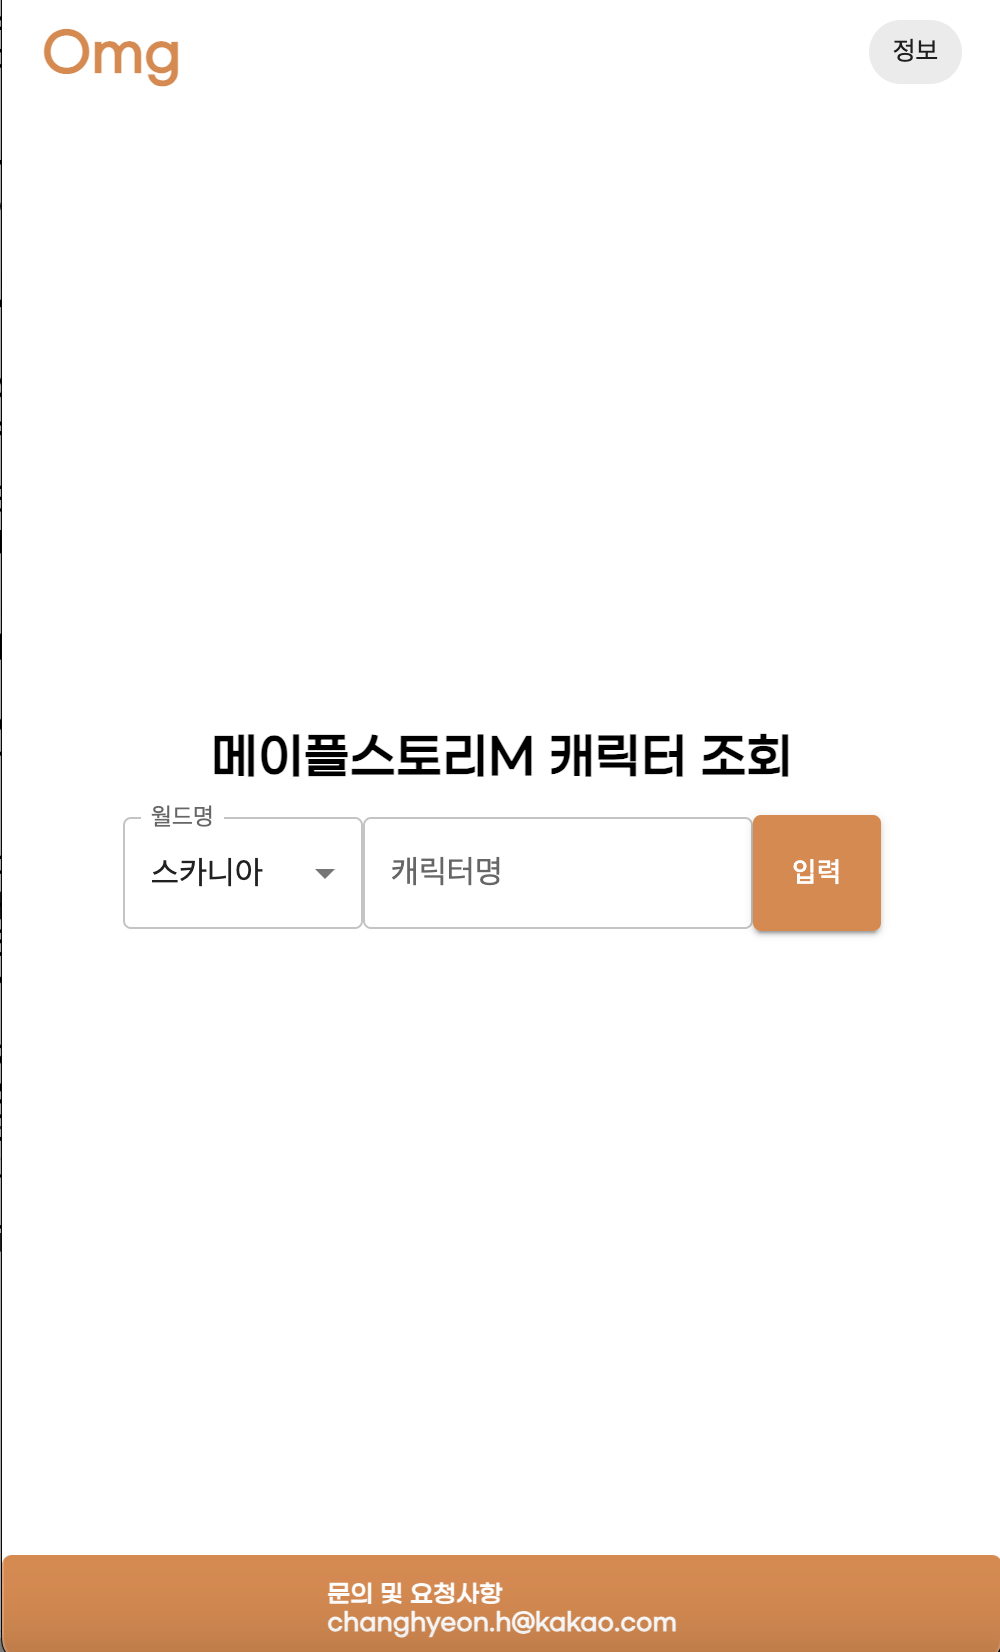 Omg
정보
메이플스토리M 캐릭터 조회
월드명
스카니아
캐릭터명
입력
문의 및 요청사항
changhyeon.h@kakao.com